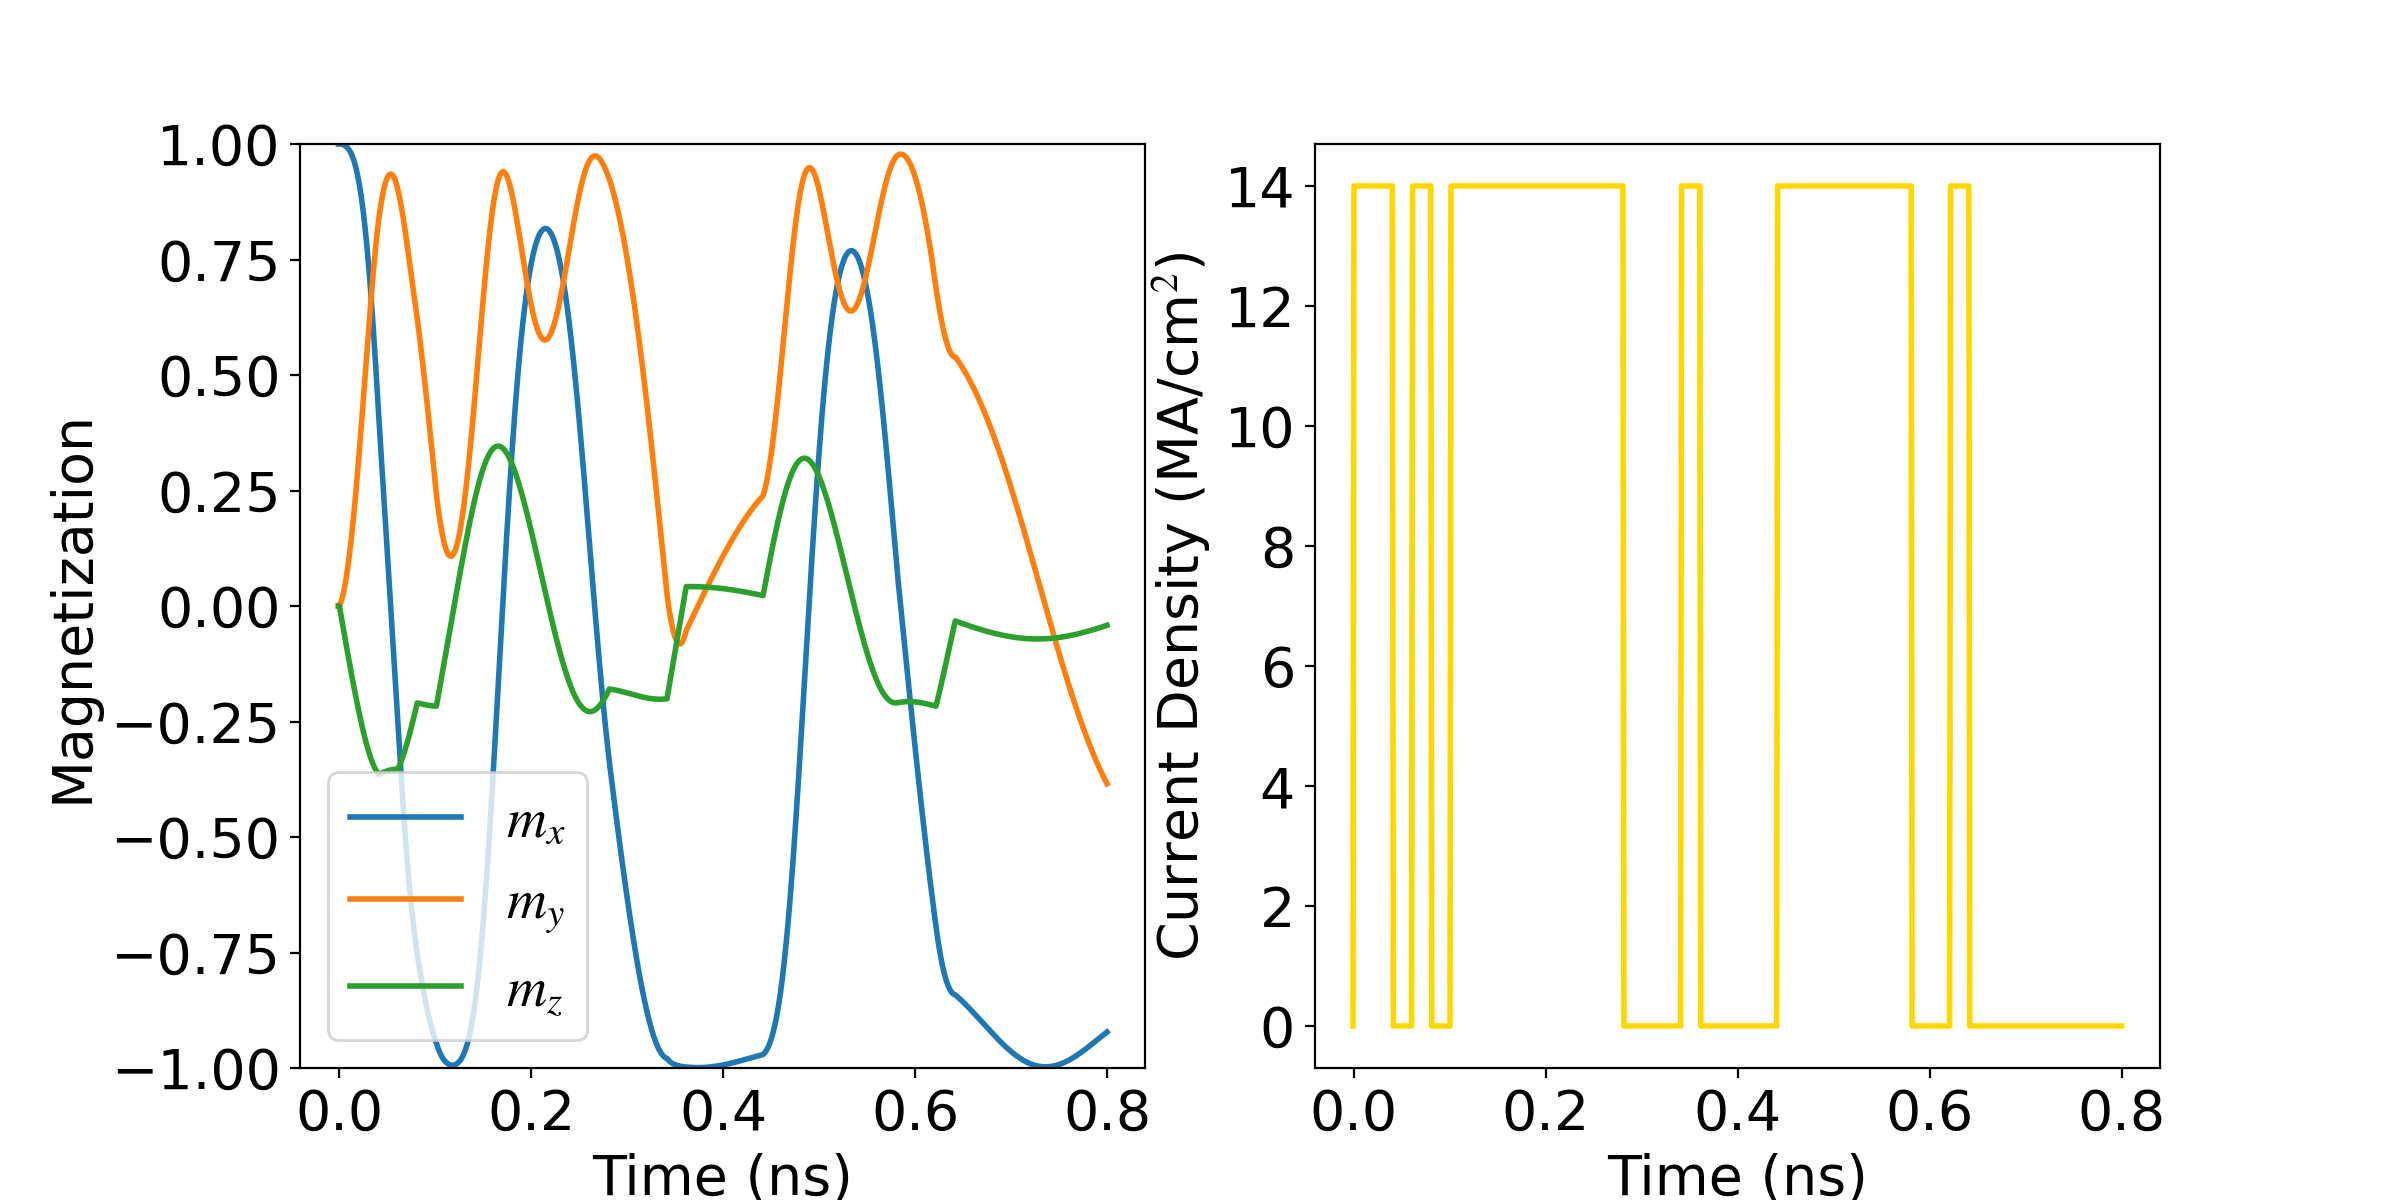 Magnetization
1.00
0.75
0.50
0.25
0.00
−0.25
−0.50
−0.75
−1.00
0.0 0.2 0.4 0.6 0.8
Time (ns)
m_x
m_y
m_z
Current Density (MA/cm²)
14
12
10
8
6
4
2
0
0.0 0.2 0.4 0.6 0.8
Time (ns)